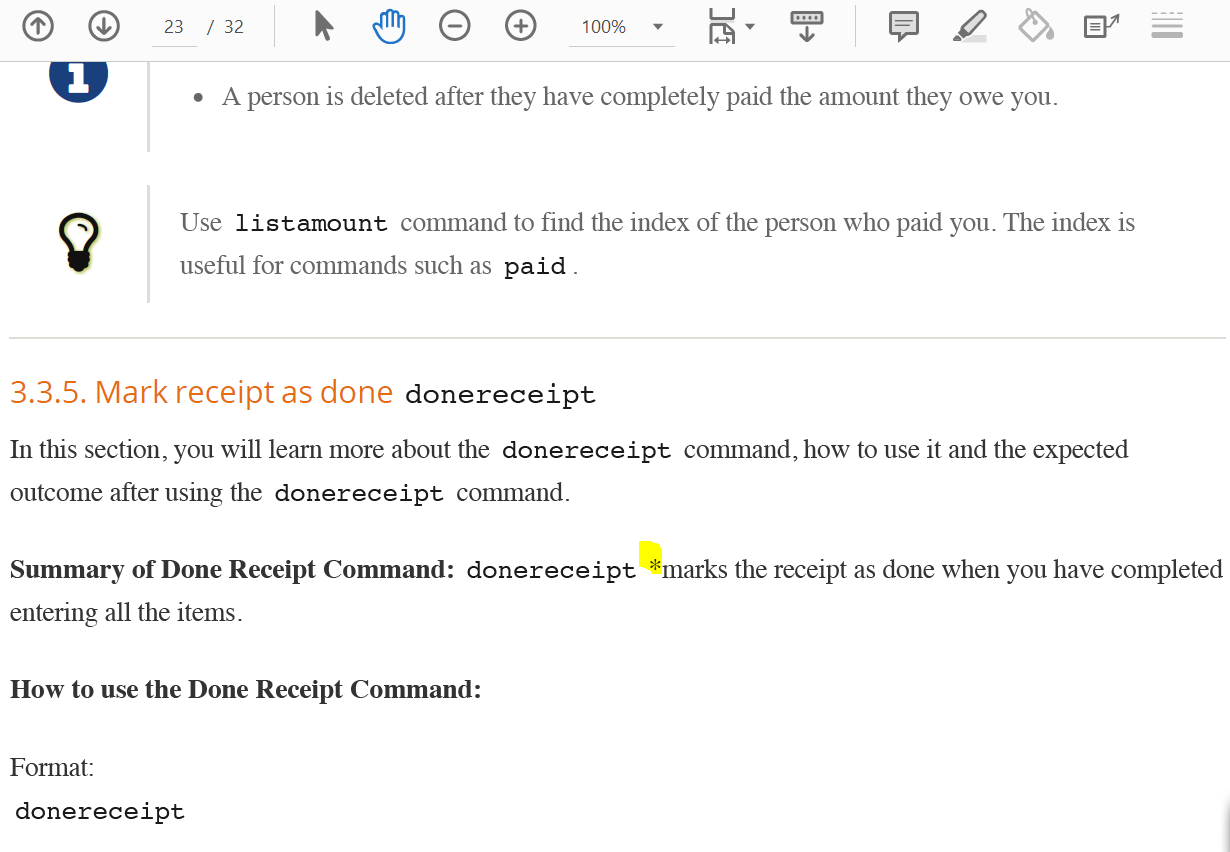 23 / 32 100%
• A person is deleted after they have completely paid the amount they owe you.
Use listamount command to find the index of the person who paid you. The index is
useful for commands such as paid .
3.3.5. Mark receipt as done donereceipt
In this section, you will learn more about the donereceipt command, how to use it and the expected
outcome after using the donereceipt command.
Summary of Done Receipt Command: donereceipt *marks the receipt as done when you have completed
entering all the items.
How to use the Done Receipt Command:
Format:
donereceipt